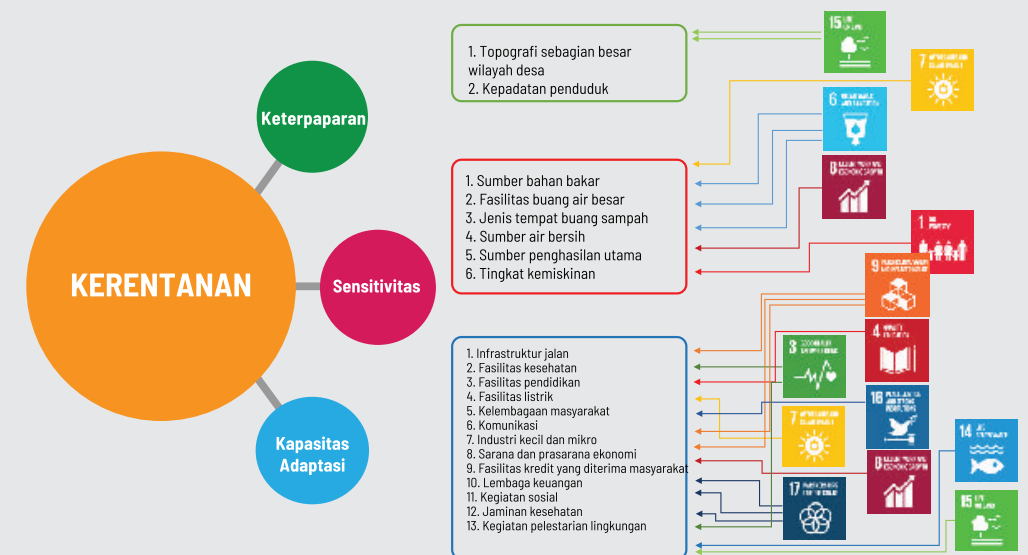 KERENTANAN
Keterpaparan
Sensitivitas
Kapasitas
Adaptasi
1. Topografi sebagian besar
wilayah desa
2. Kepadatan penduduk
1. Sumber bahan bakar
2. Fasilitas buang air besar
3. Jenis tempat buang sampah
4. Sumber air bersih
5. Sumber penghasilan utama
6. Tingkat kemiskinan
1. Infrastruktur jalan
2. Fasilitas kesehatan
3. Fasilitas pendidikan
4. Fasilitas listrik
5. Kelembagaan masyarakat
6. Komunikasi
7. Industri kecil dan mikro
8. Sarana dan prasarana ekonomi
9. Fasilitas kredit yang diterima masyarakat
10. Lembaga keuangan
11. Kegiatan sosial
12. Jaminan kesehatan
13. Kegiatan pelestarian lingkungan
15
7
6
8
1
9
4
3
16
7
14
8
17
15